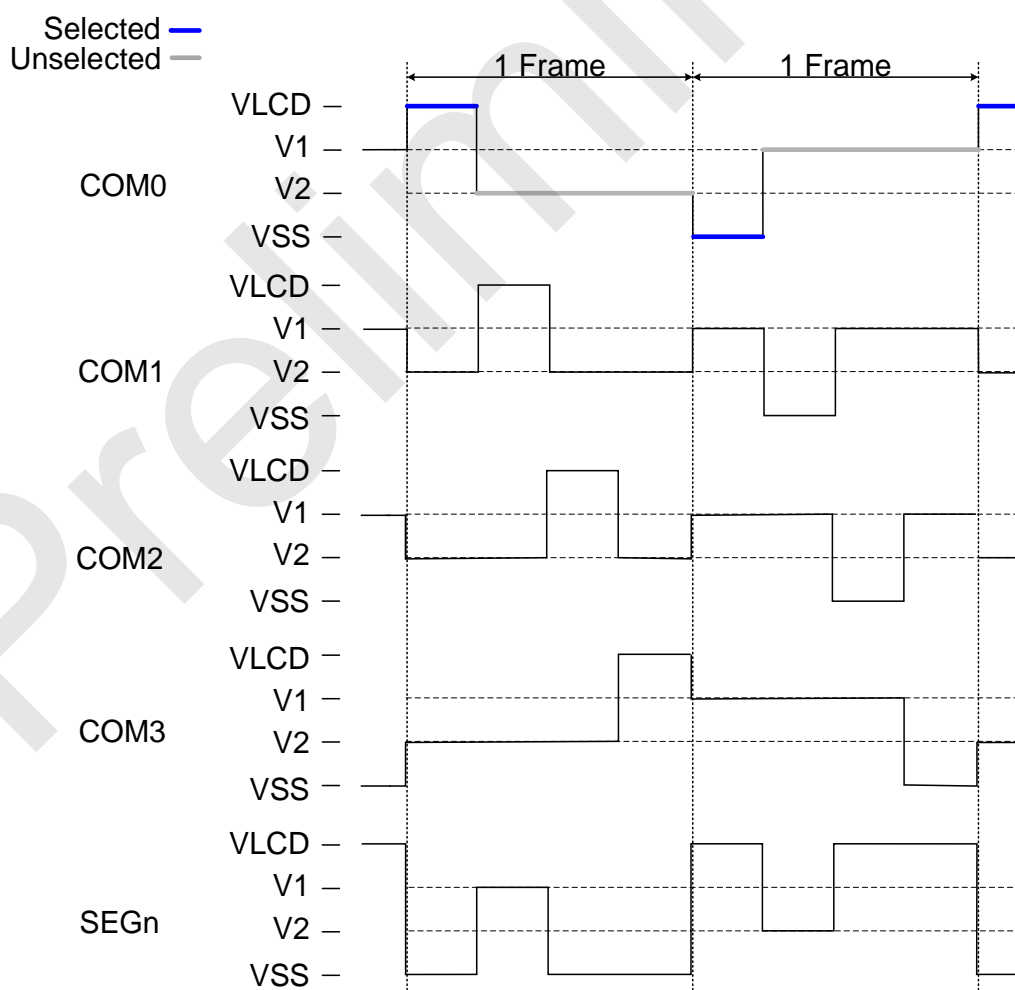 Selected
Unselected
1 Frame 1 Frame
VLCD
V1
COM0
V2
VSS
VLCD
V1
COM1
V2
VSS
VLCD
V1
COM2
V2
VSS
VLCD
V1
COM3
V2
VSS
VLCD
V1
SEGn
V2
VSS
Prelimi